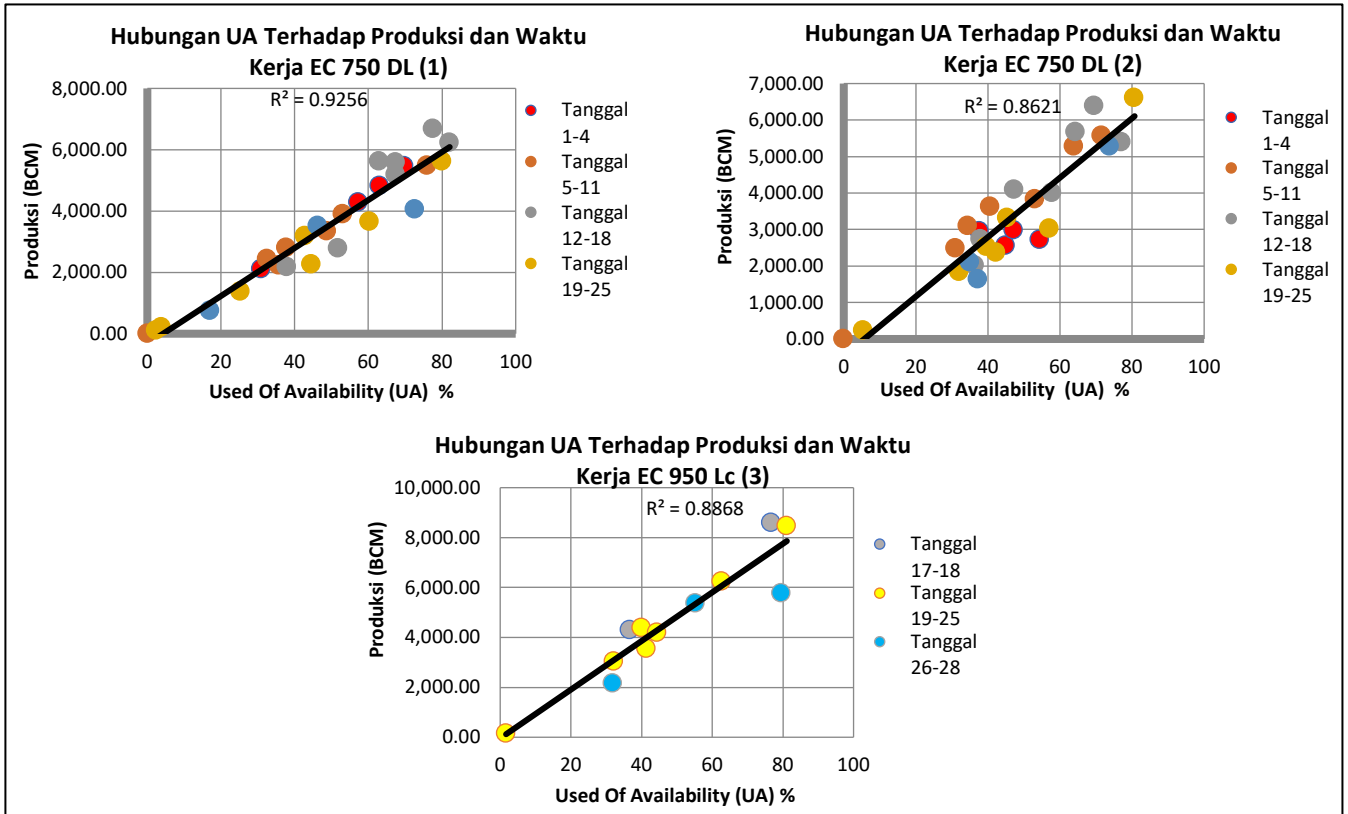 Hubungan UA Terhadap Produksi dan Waktu
Kerja EC 750 DL (1)
R² = 0.9256
Produksi (BCM)
8,000.00
6,000.00
4,000.00
2,000.00
0.00
0 20 40 60 80 100
Used Of Availability (UA) %
Tanggal
1-4
Tanggal
5-11
Tanggal
12-18
Tanggal
19-25
Hubungan UA Terhadap Produksi dan Waktu
Kerja EC 750 DL (2)
R² = 0.8621
Produksi (BCM)
7,000.00
6,000.00
5,000.00
4,000.00
3,000.00
2,000.00
1,000.00
0.00
0 20 40 60 80 100
Used Of Availability (UA) %
Tanggal
1-4
Tanggal
5-11
Tanggal
12-18
Tanggal
19-25
Hubungan UA Terhadap Produksi dan Waktu
Kerja EC 950 Lc (3)
R² = 0.8868
Produksi (BCM)
10,000.00
8,000.00
6,000.00
4,000.00
2,000.00
0.00
0 20 40 60 80 100
Used Of Availability (UA) %
Tanggal
17-18
Tanggal
19-25
Tanggal
26-28